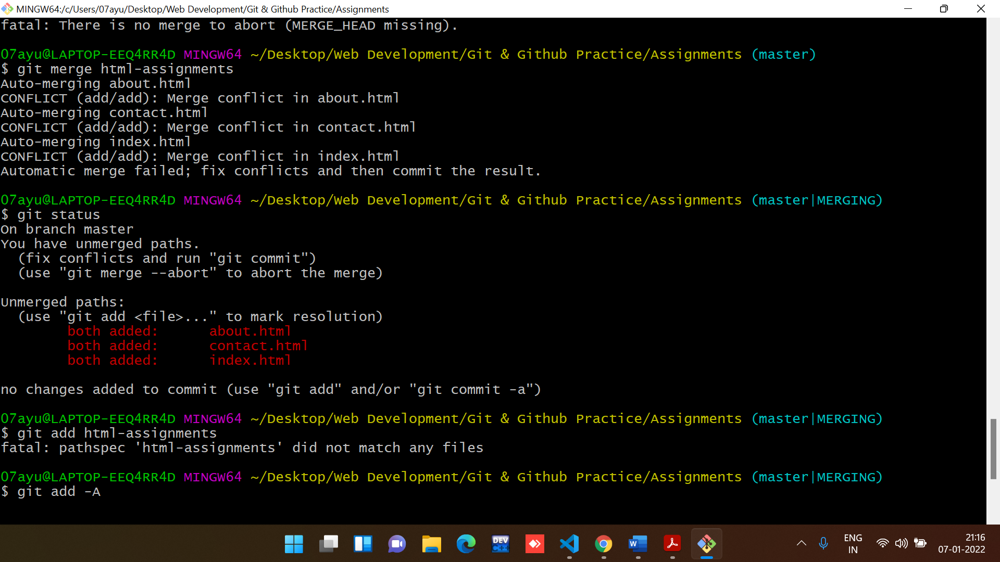 MINGW64:/c/Users/07ayu/Desktop/Web Development/Git & Github Practice/Assignments
fatal: There is no merge to abort (MERGE_HEAD missing).
07ayu@LAPTOP-EEQ4RR4D MINGW64 ~/Desktop/Web Development/Git & Github Practice/Assignments (master)
$ git merge html-assignments
Auto-merging about.html
CONFLICT (add/add): Merge conflict in about.html
Auto-merging contact.html
CONFLICT (add/add): Merge conflict in contact.html
Auto-merging index.html
CONFLICT (add/add): Merge conflict in index.html
Automatic merge failed; fix conflicts and then commit the result.
07ayu@LAPTOP-EEQ4RR4D MINGW64 ~/Desktop/Web Development/Git & Github Practice/Assignments (master|MERGING)
$ git status
On branch master
You have unmerged paths.
  (fix conflicts and run "git commit")
  (use "git merge --abort" to abort the merge)
Unmerged paths:
  (use "git add <file>..." to mark resolution)
        both added:      about.html
        both added:      contact.html
        both added:      index.html
no changes added to commit (use "git add" and/or "git commit -a")
07ayu@LAPTOP-EEQ4RR4D MINGW64 ~/Desktop/Web Development/Git & Github Practice/Assignments (master|MERGING)
$ git add html-assignments
fatal: pathspec 'html-assignments' did not match any files
07ayu@LAPTOP-EEQ4RR4D MINGW64 ~/Desktop/Web Development/Git & Github Practice/Assignments (master|MERGING)
$ git add -A
DEV
C++
W
ENG
IN
21:16
07-01-2022